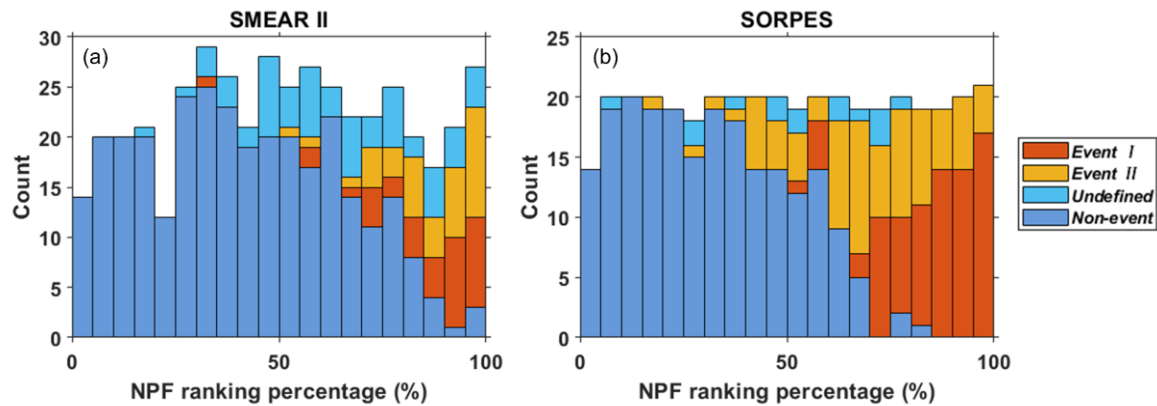 SMEAR II
(a)
30
25
20
15
10
5
0
Count
0 50 100
NPF ranking percentage (%)
SORPES
(b)
25
20
15
10
5
0
Count
0 50 100
NPF ranking percentage (%)
Event I
Event II
Undefined
Non-event